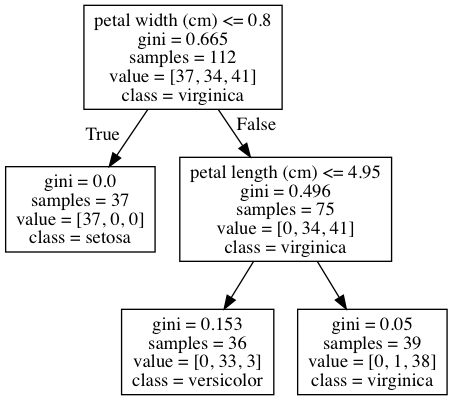 petal width (cm) <= 0.8
gini = 0.665
samples = 112
value = [37, 34, 41]
class = virginica
True
False
gini = 0.0
samples = 37
value = [37, 0, 0]
class = setosa
petal length (cm) <= 4.95
gini = 0.496
samples = 75
value = [0, 34, 41]
class = virginica
gini = 0.153
samples = 36
value = [0, 33, 3]
class = versicolor
gini = 0.05
samples = 39
value = [0, 1, 38]
class = virginica